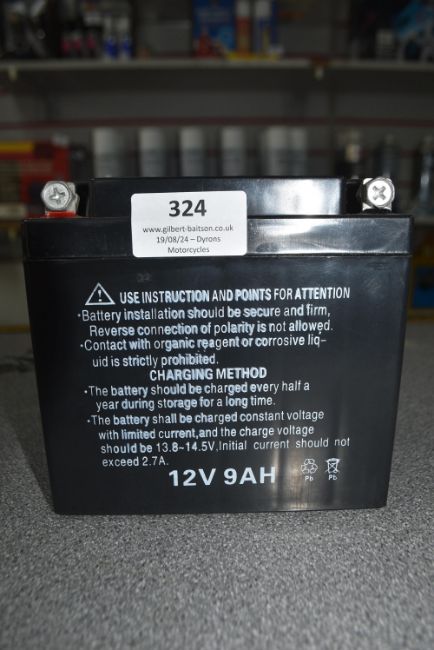 324
www.gilbert-baitson.co.uk
19/08/24 – Dyrons
Motorcycles
USE INSTRUCTION AND POINTS FOR ATTENTION
·Battery installation should be secure and firm,
Reverse connection of polarity is not allowed.
·Contact with organic reagent or corrosive liq-
uid is strictly prohibited.
CHARGING METHOD
·The battery should be charged every half a
year during storage for a long time.
·The battery shall be charged constant voltage
with limited current,and the charge voltage
should be 13.8~14.5V,Initial current should not
exceed 2.7A.
12V 9AH
Pb Pb